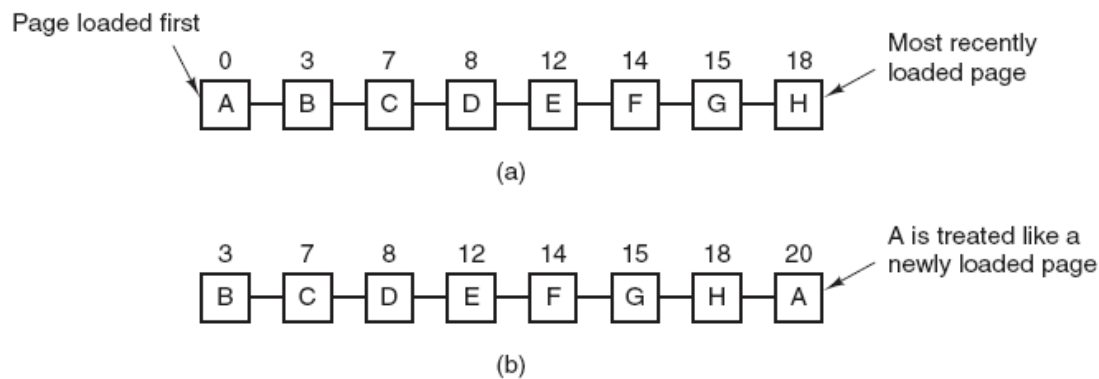 Page loaded first
Most recently
loaded page
0 3 7 8 12 14 15 18
A B C D E F G H
(a)
A is treated like a
newly loaded page
3 7 8 12 14 15 18 20
B C D E F G H A
(b)